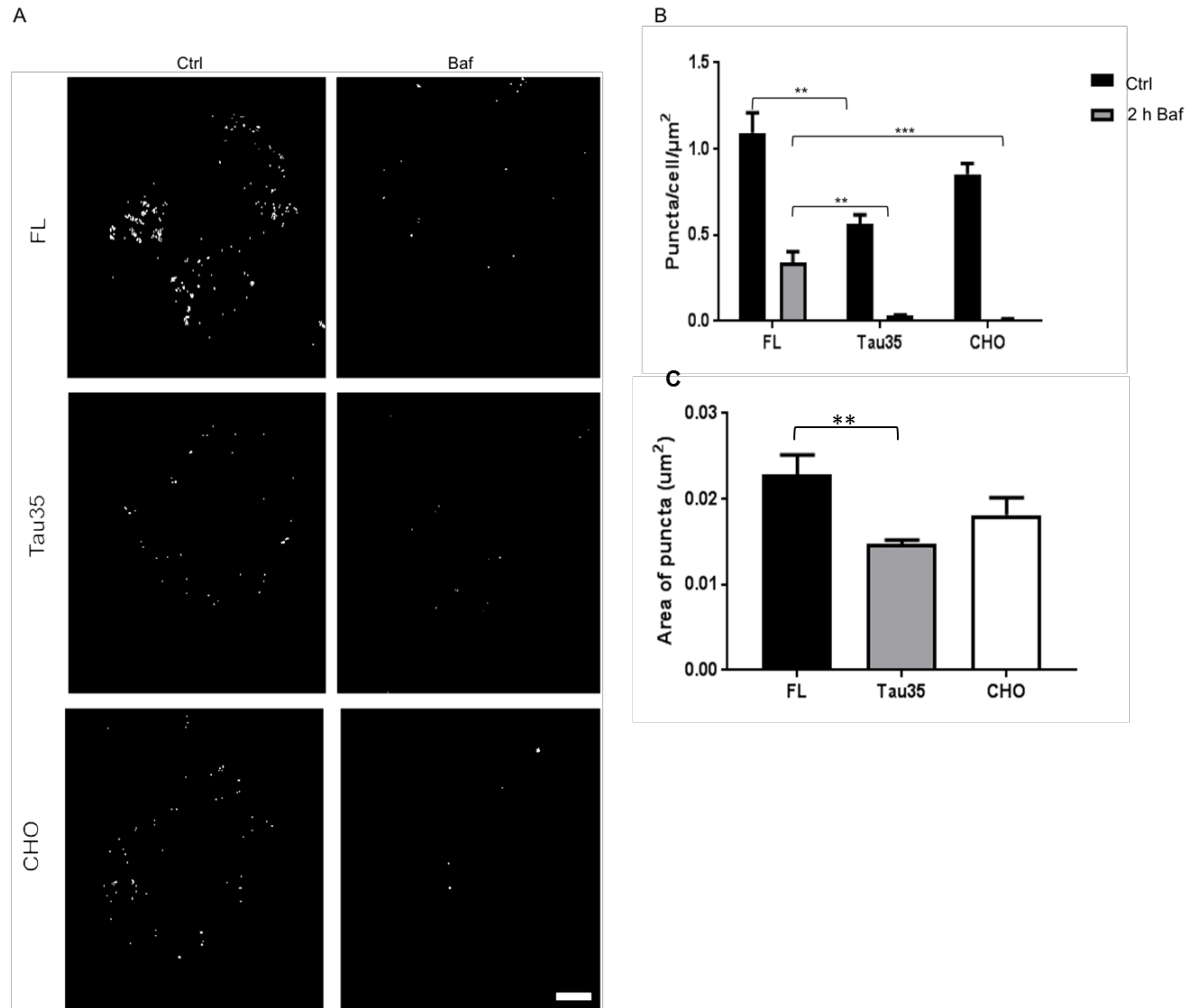 A
Ctrl
Baf
FL
Tau35
CHO
B
Puncta/cell/µm²
1.5
1.0
0.5
0.0
**
***
**
FL
Tau35
CHO
Ctrl
2 h Baf
C
Area of puncta (um²)
0.03
0.02
0.01
0.00
**
FL
Tau35
CHO